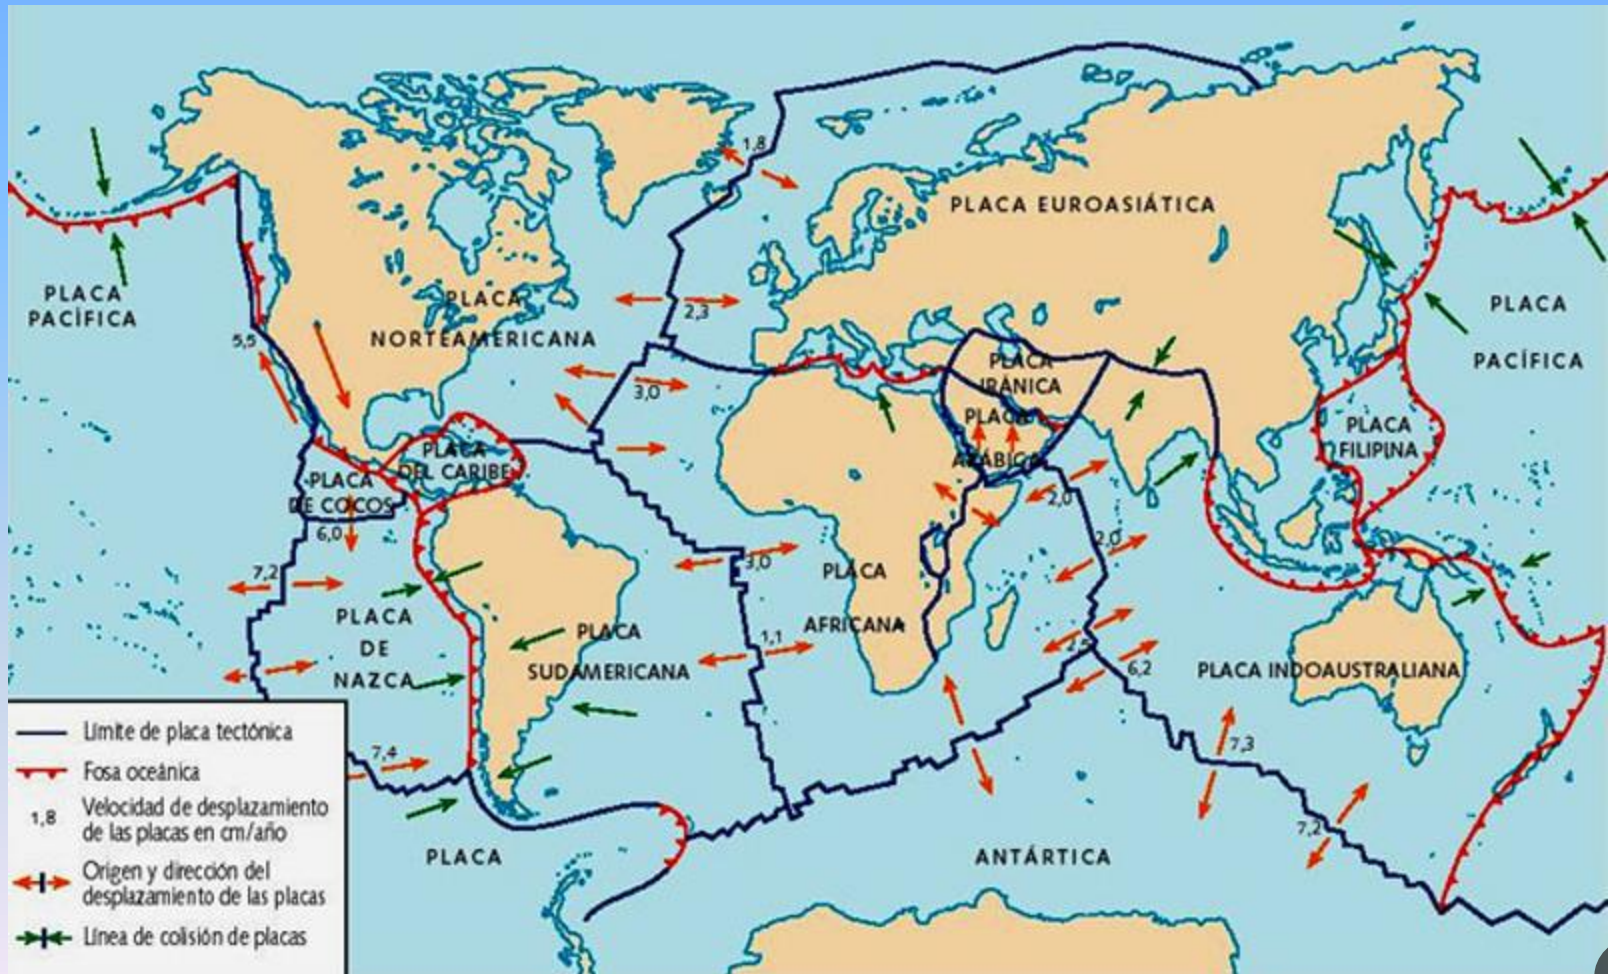 1,8
PLACA EUROASIÁTICA
PLACA
PACÍFICA
PLACA
NORTEAMERICANA
2,3
5,5
3,0
PLACA
IRÁNICA
PLACA
ARÁBICA
PLACA
PACÍFICA
PLACA
FILIPINA
PLACA
DEL CARIBE
PLACA
DE COCOS
6,0
7,2
2,0
2,0
3,0
PLACA
AFRICANA
PLACA
DE
NAZCA
PLACA
SUDAMERICANA
1,1
2,5
6,2
PLACA INDOAUSTRALIANA
7,4
7,3
7,2
PLACA
ANTÁRTICA
Límite de placa tectónica
Fosa oceánica
1,8
Velocidad de desplazamiento
de las placas en cm/año
Origen y dirección del
desplazamiento de las placas
Línea de colisión de placas